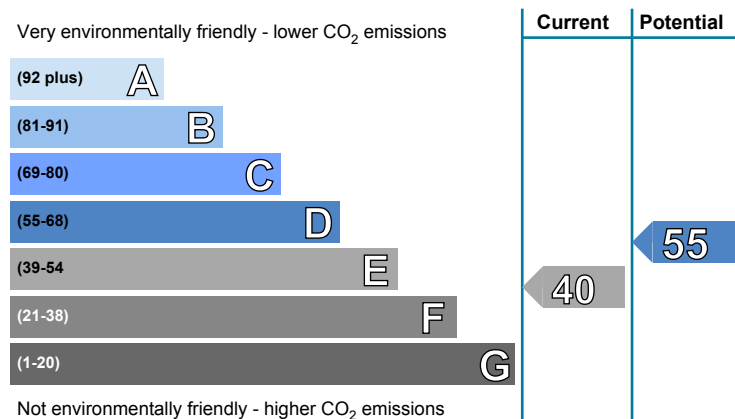 Very environmentally friendly - lower CO₂ emissions
Current
Potential
(92 plus) A
(81-91) B
(69-80) C
(55-68) D
55
(39-54 E
40
(21-38) F
(1-20) G
Not environmentally friendly - higher CO₂ emissions